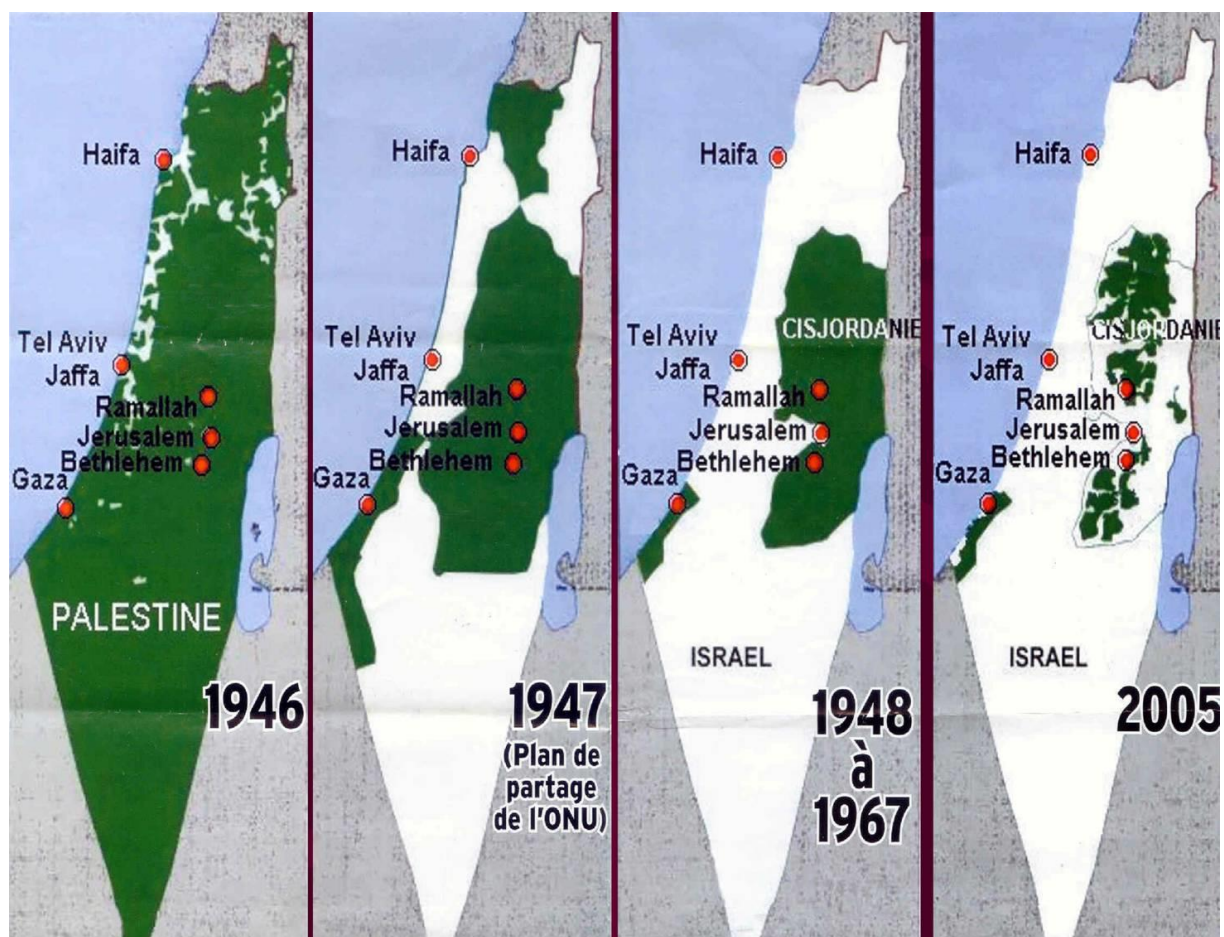 Haifa
Tel Aviv
Jaffa
Ramallah
Jerusalem
Bethlehem
Gaza
PALESTINE
1946
Haifa
Tel Aviv
Jaffa
Ramallah
Jerusalem
Bethlehem
Gaza
1947
(Plan de
partage
de l'ONU)
Haifa
CISJORDANIE
Tel Aviv
Jaffa
Ramallah
Jerusalem
Bethlehem
Gaza
ISRAEL
1948
à
1967
Haifa
CISJORDANIE
Tel Aviv
Jaffa
Ramallah
Jerusalem
Bethlehem
Gaza
ISRAEL
2005